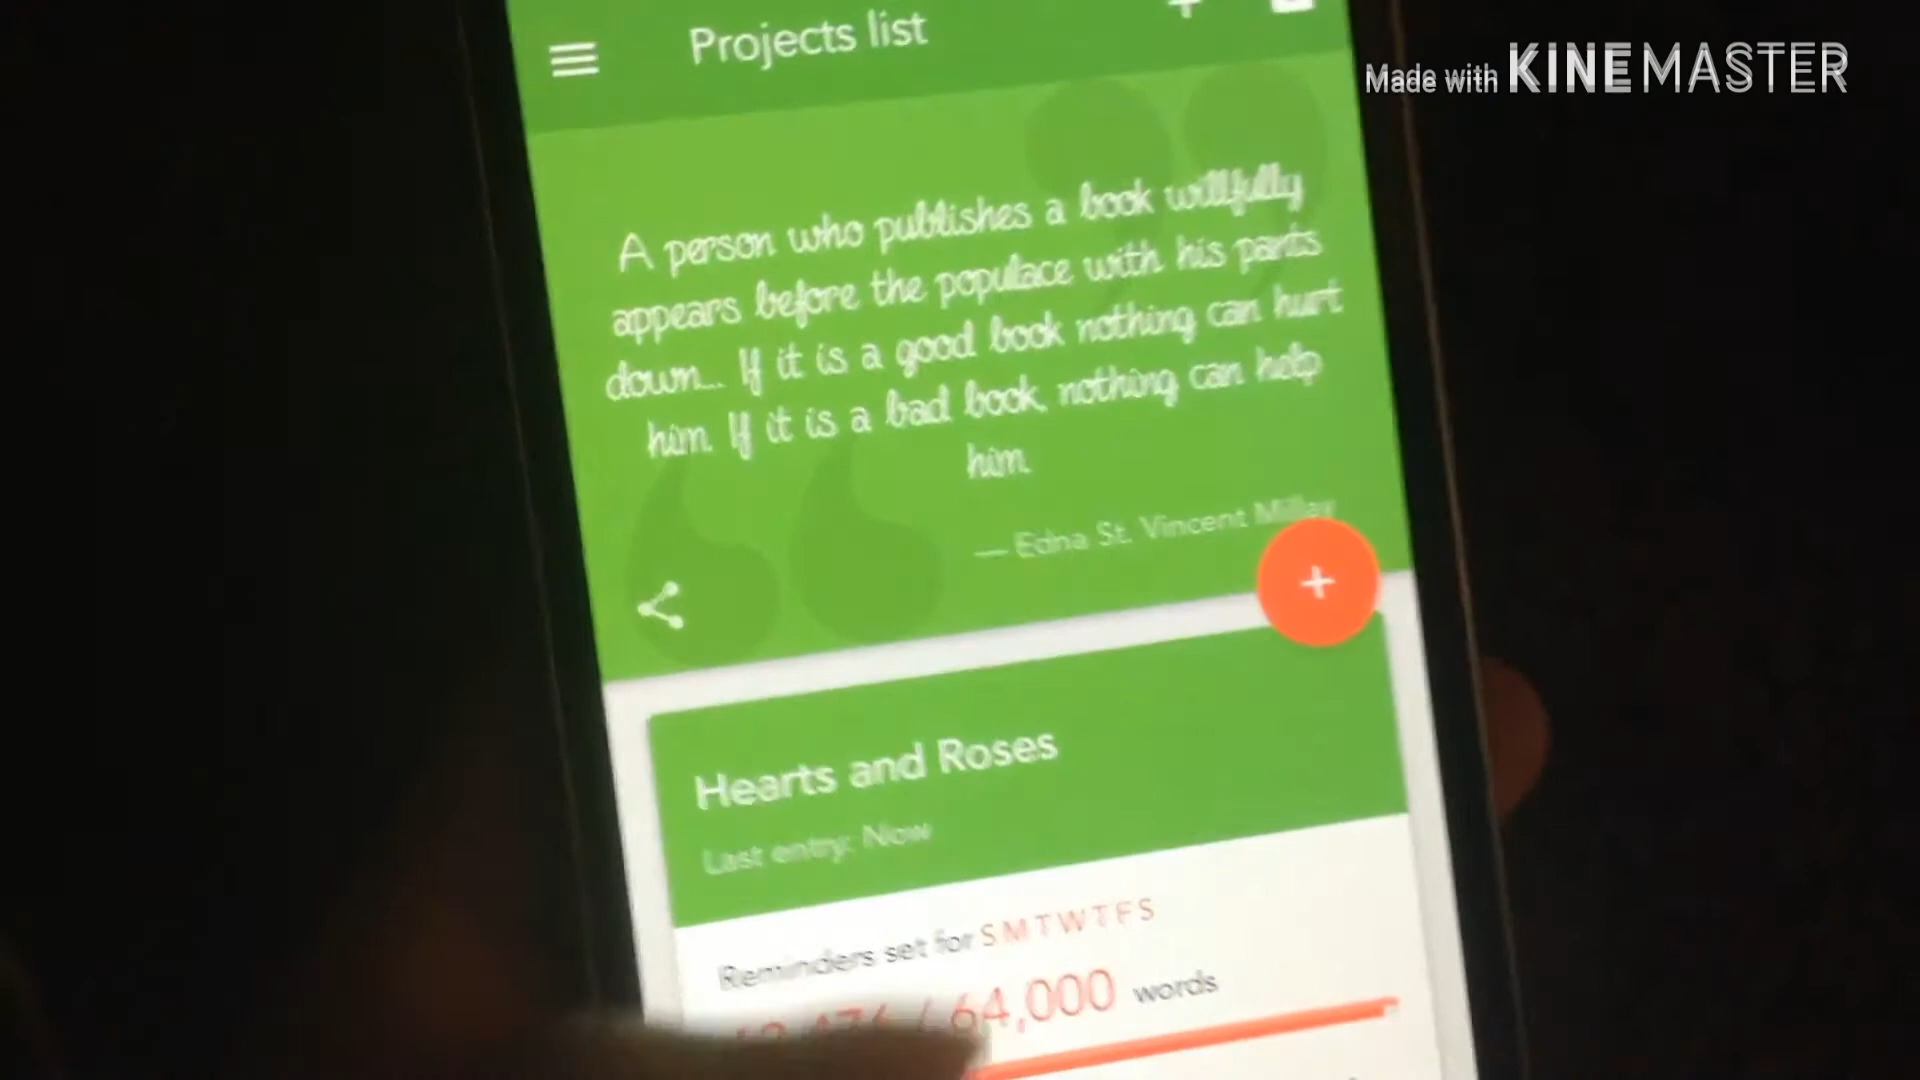 Projects list
Made with KINEMASTER
A person who publishes a book willfully
appears before the populace with his pants
down... If it is a good book nothing can hurt
him. If it is a bad book, nothing can help
him.
— Edna St. Vincent Millay
+
Hearts and Roses
Last entry: Now
Reminders set for S M T W T F S
/ 64,000 words